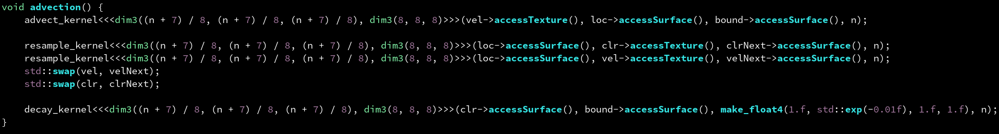 void advection() {
    advect_kernel<<<dim3((n + 7) / 8, (n + 7) / 8, (n + 7) / 8), dim3(8, 8, 8)>>>(vel->accessTexture(), loc->accessSurface(), bound->accessSurface(), n);
    resample_kernel<<<dim3((n + 7) / 8, (n + 7) / 8, (n + 7) / 8), dim3(8, 8, 8)>>>(loc->accessSurface(), clr->accessTexture(), clrNext->accessSurface(), n);
    resample_kernel<<<dim3((n + 7) / 8, (n + 7) / 8, (n + 7) / 8), dim3(8, 8, 8)>>>(loc->accessSurface(), vel->accessTexture(), velNext->accessSurface(), n);
    std::swap(vel, velNext);
    std::swap(clr, clrNext);
    decay_kernel<<<dim3((n + 7) / 8, (n + 7) / 8, (n + 7) / 8), dim3(8, 8, 8)>>>(clr->accessSurface(), bound->accessSurface(), make_float4(1.f, std::exp(-0.01f), 1.f, 1.f), n);
}